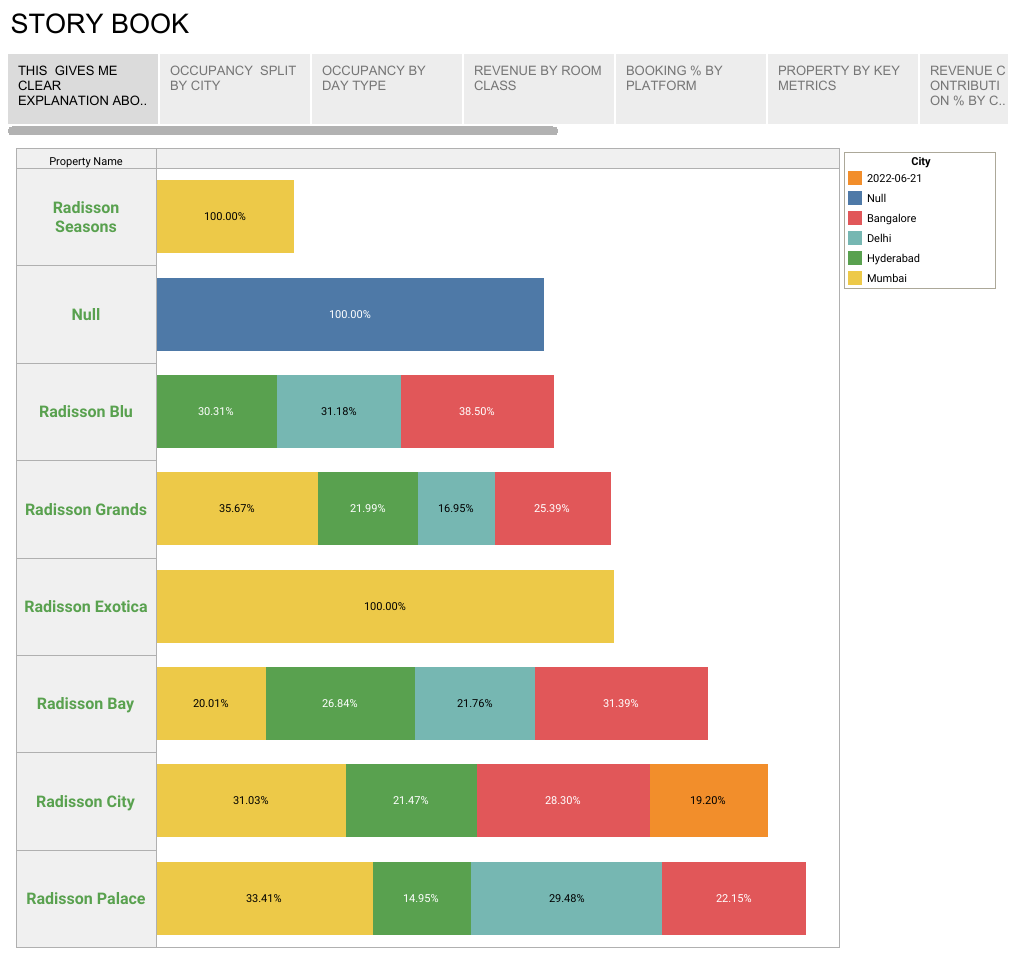 STORY BOOK
THIS  GIVES ME
CLEAR
EXPLANATION ABO..
OCCUPANCY  SPLIT
BY CITY
OCCUPANCY BY
DAY TYPE
REVENUE BY ROOM
CLASS
BOOKING % BY
PLATFORM
PROPERTY BY KEY
METRICS
REVENUE C
ONTRIBUTI
ON % BY C..
Property Name
City
2022-06-21
Null
Bangalore
Delhi
Hyderabad
Mumbai
Radisson
Seasons
100.00%
Null
100.00%
Radisson Blu
30.31%
31.18%
38.50%
Radisson Grands
35.67%
21.99%
16.95%
25.39%
Radisson Exotica
100.00%
Radisson Bay
20.01%
26.84%
21.76%
31.39%
Radisson City
31.03%
21.47%
28.30%
19.20%
Radisson Palace
33.41%
14.95%
29.48%
22.15%